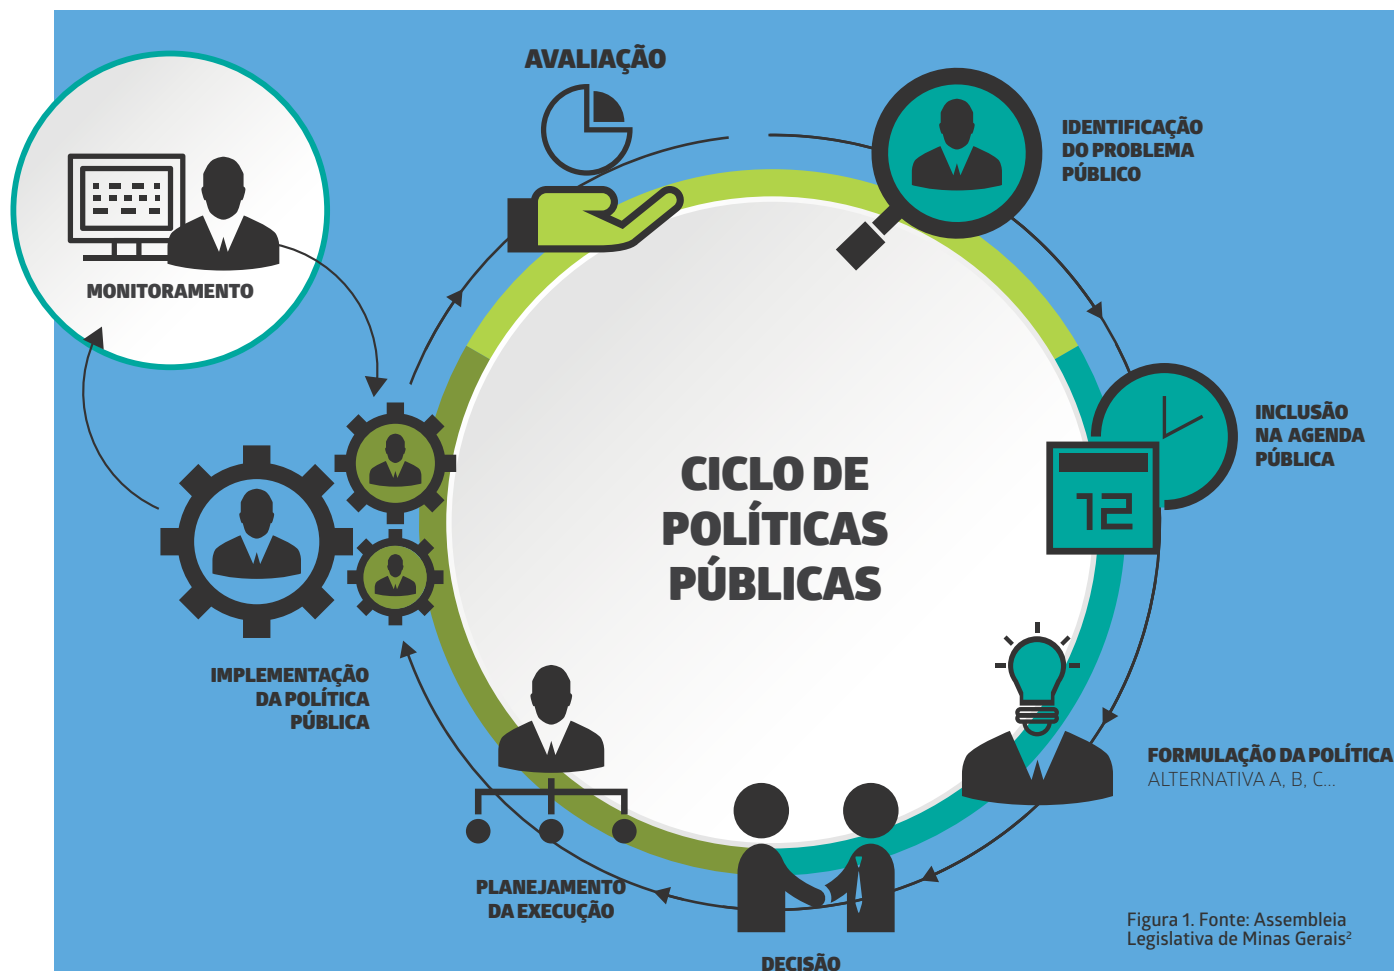 AVALIAÇÃO
IDENTIFICAÇÃO
DO PROBLEMA
PÚBLICO
MONITORAMENTO
INCLUSÃO
NA AGENDA
PÚBLICA
12
CICLO DE
POLÍTICAS
PÚBLICAS
IMPLEMENTAÇÃO
DA POLÍTICA
PÚBLICA
FORMULAÇÃO DA POLÍTICA
ALTERNATIVA A, B, C...
PLANEJAMENTO
DA EXECUÇÃO
DECISÃO
Figura 1. Fonte: Assembleia
Legislativa de Minas Gerais²